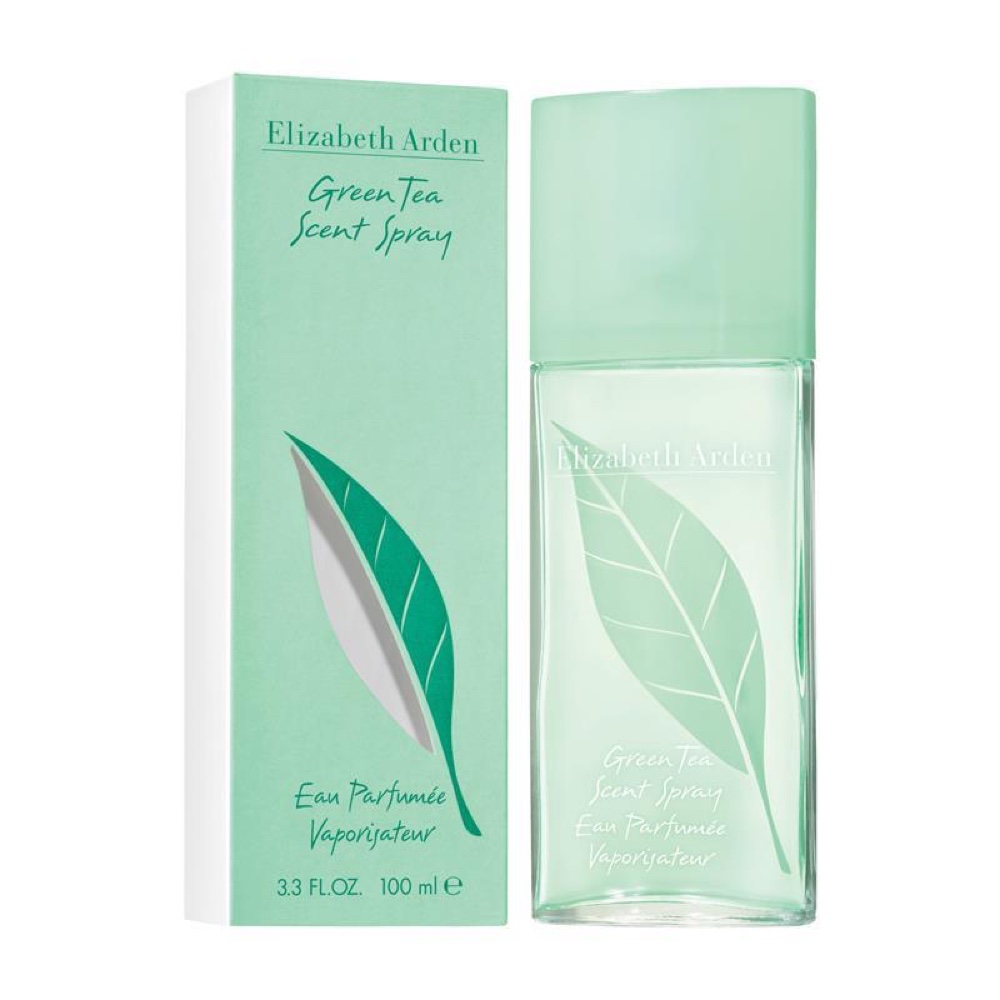 Elizabeth Arden
Green Tea
Scent Spray
Eau Parfumée
Vaporisateur
3.3 FL.OZ. 100 ml ℮
Elizabeth Arden
Green Tea
Scent Spray
Eau Parfumée
Vaporisateur